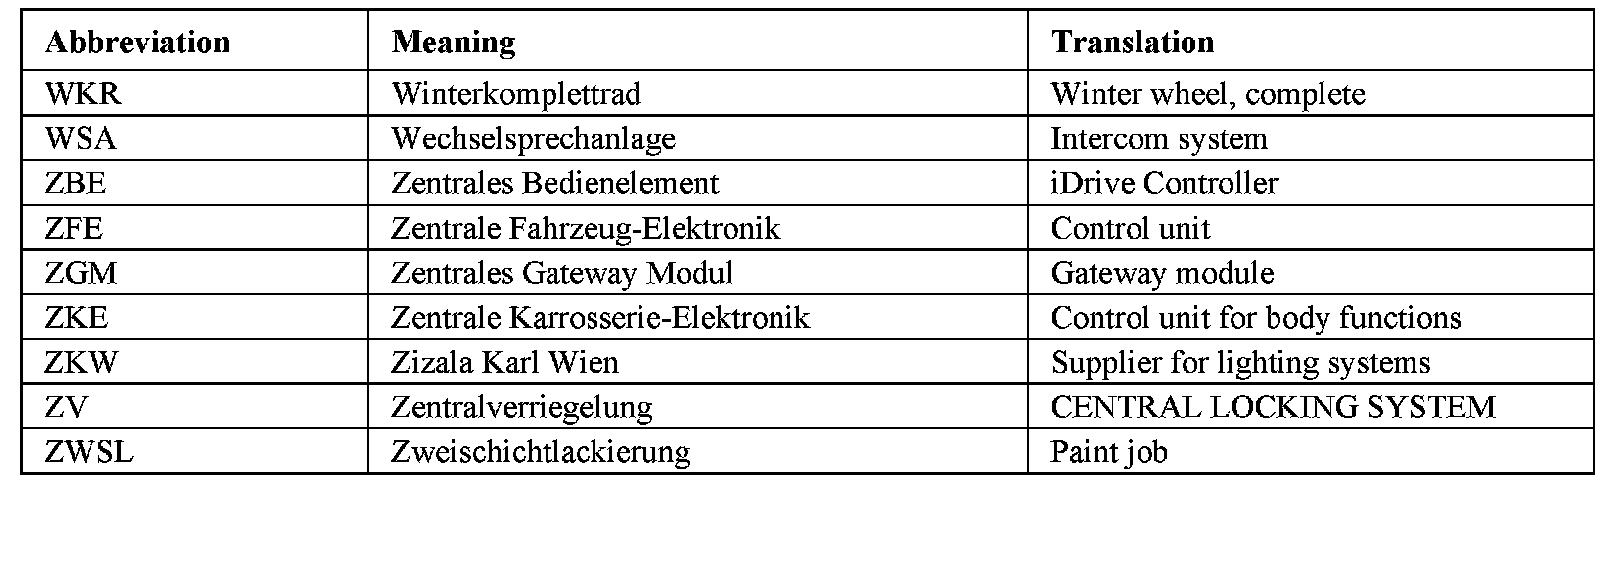 Abbreviation Meaning Translation
WKR Winterkomplettrad Winter wheel, complete
WSA Wechselsprechanlage Intercom system
ZBE Zentrales Bedienelement iDrive Controller
ZFE Zentrale Fahrzeug-Elektronik Control unit
ZGM Zentrales Gateway Modul Gateway module
ZKE Zentrale Karrosserie-Elektronik Control unit for body functions
ZKW Zizala Karl Wien Supplier for lighting systems
ZV Zentralverriegelung CENTRAL LOCKING SYSTEM
ZWSL Zweischichtlackierung Paint job